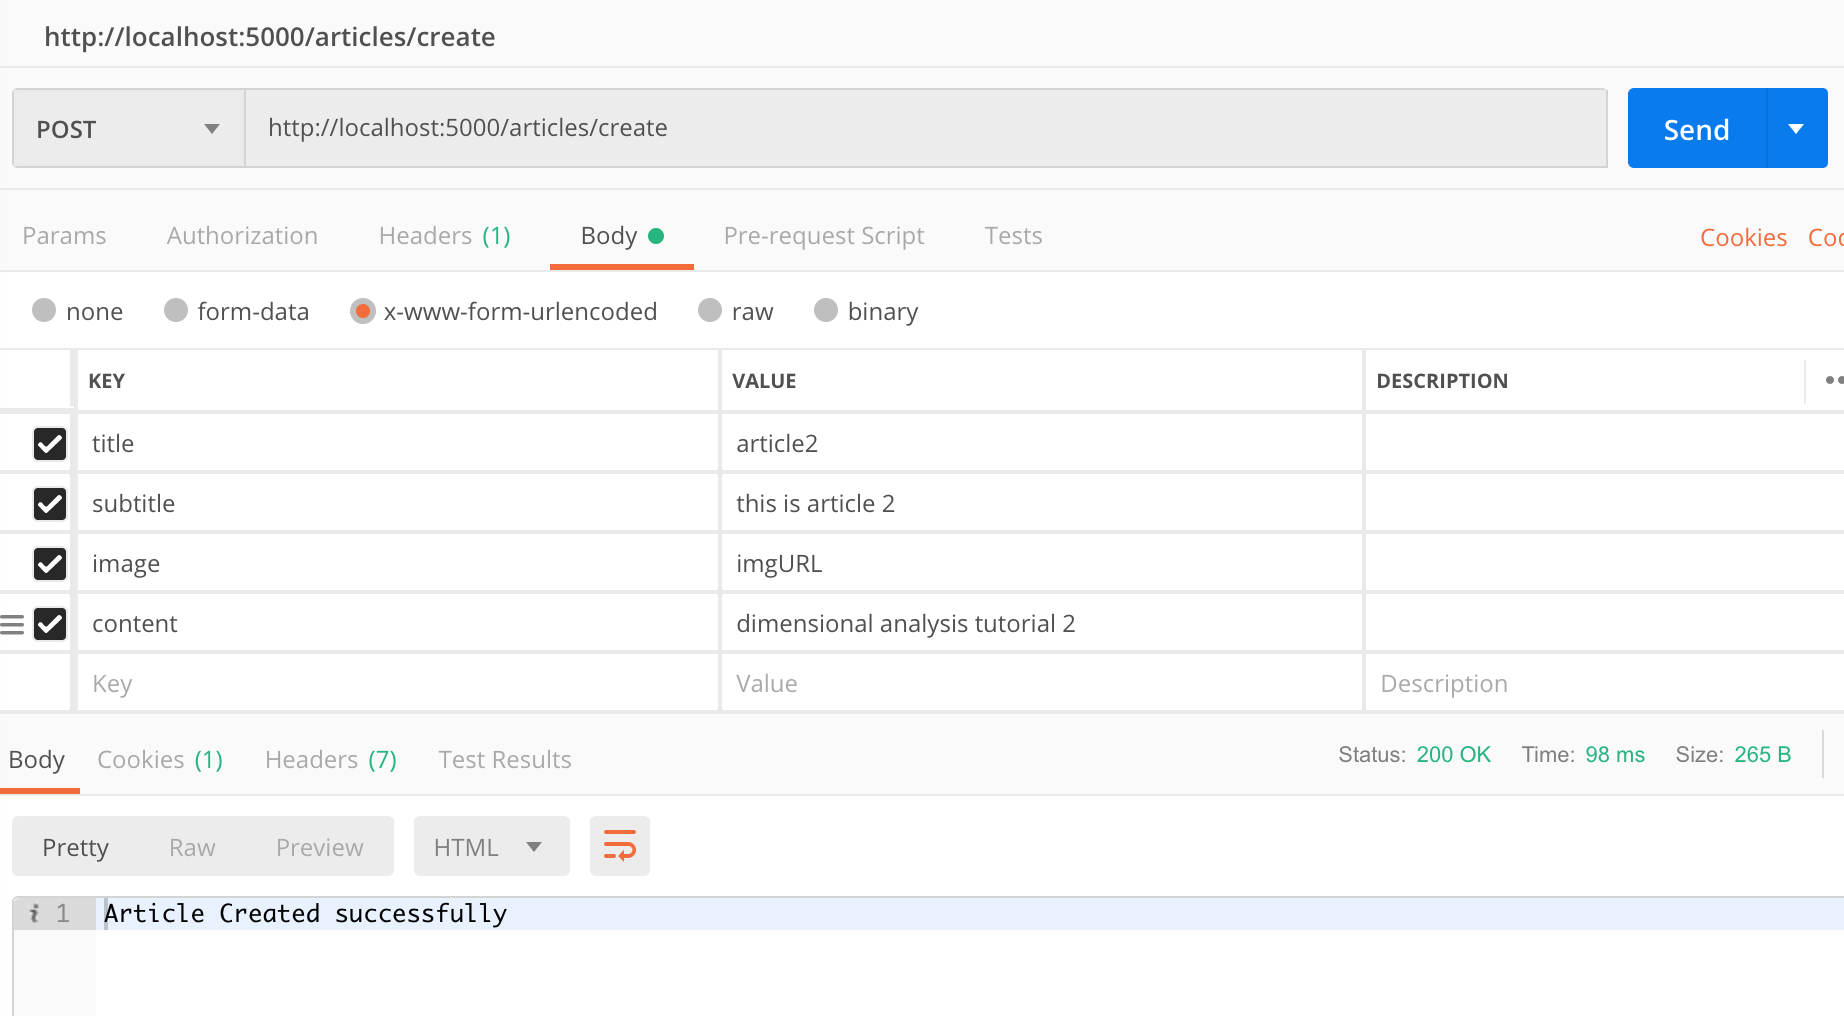 http://localhost:5000/articles/create
POST http://localhost:5000/articles/create Send
Params Authorization Headers (1) Body Pre-request Script Tests Cookies
none form-data x-www-form-urlencoded raw binary
KEY VALUE DESCRIPTION
title article2
subtitle this is article 2
image imgURL
content dimensional analysis tutorial 2
Key Value Description
Body Cookies (1) Headers (7) Test Results Status: 200 OK Time: 98 ms Size: 265 B
Pretty Raw Preview HTML
i 1 Article Created successfully